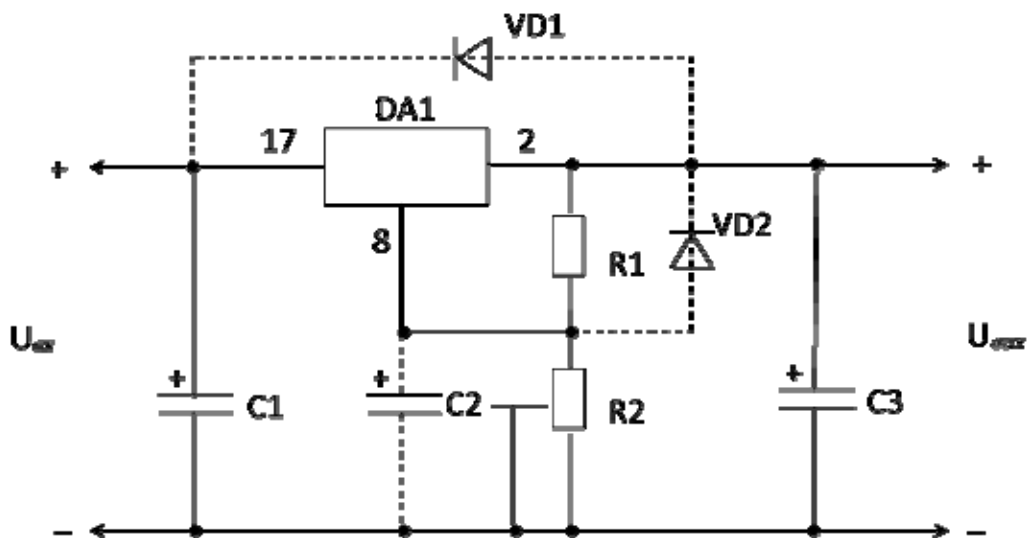 VD1
DA1
17 2
+ +
8 VD2
R1
U U
+ + +
C1 C2 R2 C3
– –